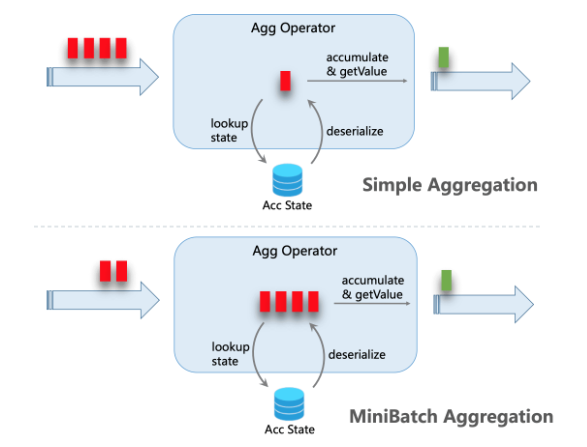 Agg Operator
accumulate
& getValue
lookup
state
deserialize
Acc State
Simple Aggregation
Agg Operator
accumulate
& getValue
lookup
state
deserialize
Acc State
MiniBatch Aggregation